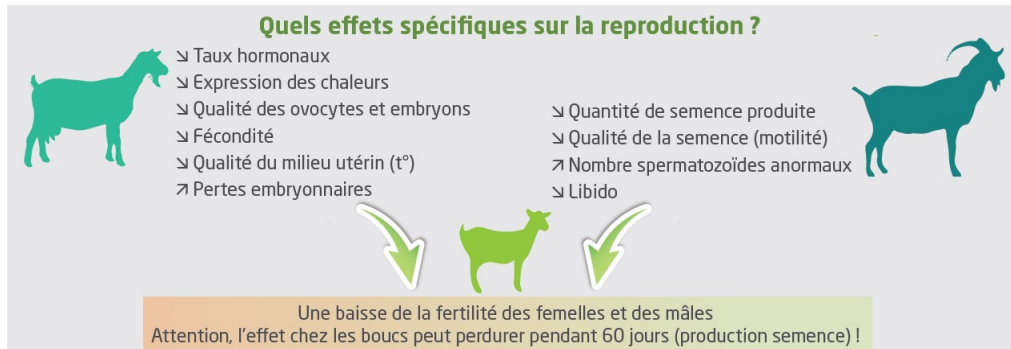 Quels effets spécifiques sur la reproduction ?
↘ Taux hormonaux
↘ Expression des chaleurs
↘ Qualité des ovocytes et embryons
↘ Fécondité
↘ Qualité du milieu utérin (t°)
↗ Pertes embryonnaires
↘ Quantité de semence produite
↘ Qualité de la semence (motilité)
↗ Nombre spermatozoïdes anormaux
↘ Libido
Une baisse de la fertilité des femelles et des mâles
Attention, l'effet chez les boucs peut perdurer pendant 60 jours (production semence) !